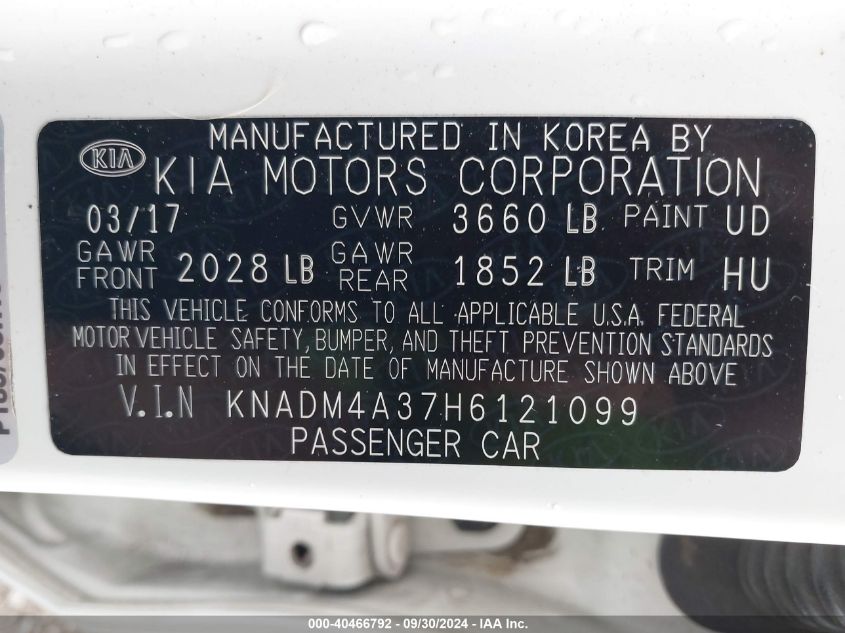 MANUFACTURED IN KOREA BY
KIA KIA MOTORS CORPORATION
03/17 GVWR 3660 LB PAINT UD
GAWR FRONT 2028 LB GAWR REAR 1852 LB TRIM HU
THIS VEHICLE CONFORMS TO ALL APPLICABLE U.S.A. FEDERAL
MOTOR VEHICLE SAFETY, BUMPER, AND THEFT PREVENTION STANDARDS
IN EFFECT ON THE DATE OF MANUFACTURE SHOWN ABOVE
V.I.N KNADM4A37H6121099
PASSENGER CAR
000-40466792 - 09/30/2024 - IAA Inc.